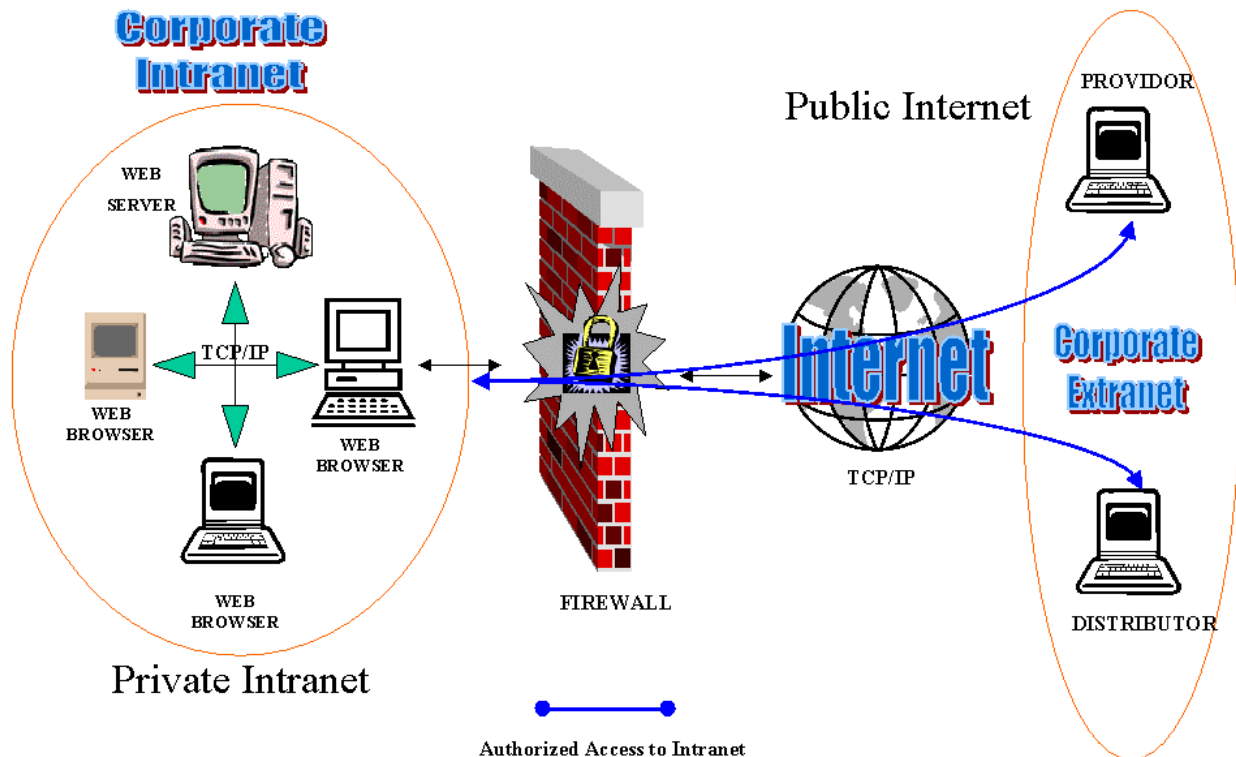 Corporate
Intranet
WEB
SERVER
TCP/IP
WEB
BROWSER
WEB
BROWSER
WEB
BROWSER
Private Intranet
FIREWALL
Authorized Access to Intranet
Public Internet
Internet
TCP/IP
PROVIDOR
Corporate
Extranet
DISTRIBUTOR